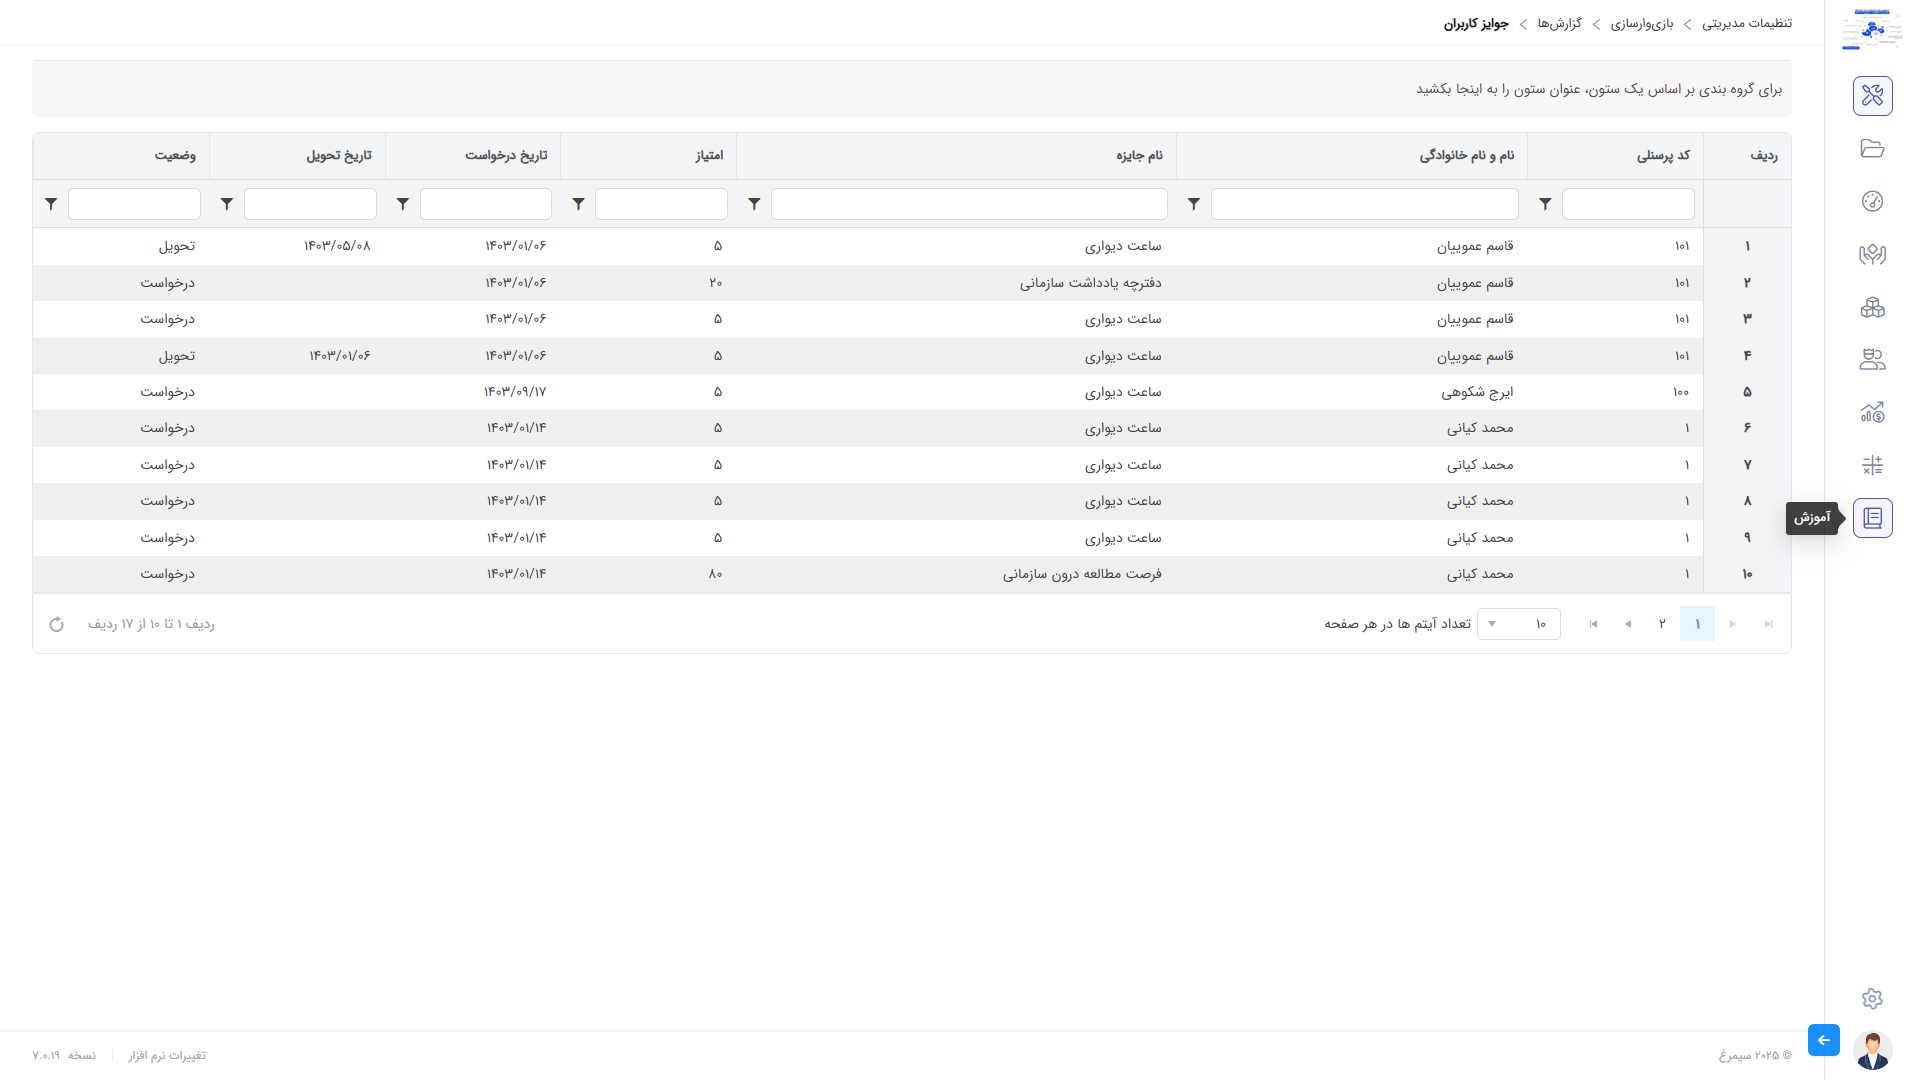 تنظیمات مدیریتی > بازی‌وارسازی > گزارش‌ها > جوایز کاربران
برای گروه بندی بر اساس یک ستون، عنوان ستون را به اینجا بکشید
ردیف کد پرسنلی نام و نام خانوادگی نام جایزه امتیاز تاریخ درخواست تاریخ تحویل وضعیت
۱ ۱۰۱ قاسم عموییان ساعت دیواری ۵ ۱۴۰۳/۰۱/۰۶ ۱۴۰۳/۰۵/۰۸ تحویل
۲ ۱۰۱ قاسم عموییان دفترچه یادداشت سازمانی ۲۰ ۱۴۰۳/۰۱/۰۶ درخواست
۳ ۱۰۱ قاسم عموییان ساعت دیواری ۵ ۱۴۰۳/۰۱/۰۶ درخواست
۴ ۱۰۱ قاسم عموییان ساعت دیواری ۵ ۱۴۰۳/۰۱/۰۶ ۱۴۰۳/۰۱/۰۶ تحویل
۵ ۱۰۰ ایرج شکوهی ساعت دیواری ۵ ۱۴۰۳/۰۹/۱۷ درخواست
۶ ۱ محمد کیانی ساعت دیواری ۵ ۱۴۰۳/۰۱/۱۴ درخواست
۷ ۱ محمد کیانی ساعت دیواری ۵ ۱۴۰۳/۰۱/۱۴ درخواست
۸ ۱ محمد کیانی ساعت دیواری ۵ ۱۴۰۳/۰۱/۱۴ درخواست
۹ ۱ محمد کیانی ساعت دیواری ۵ ۱۴۰۳/۰۱/۱۴ درخواست
۱۰ ۱ محمد کیانی فرصت مطالعه درون سازمانی ۸۰ ۱۴۰۳/۰۱/۱۴ درخواست
آموزش
۱ ۲ ۱۰ تعداد آیتم ها در هر صفحه ردیف ۱ تا ۱۰ از ۱۷ ردیف
© ۲۰۲۵ سیمرغ تغییرات نرم افزار نسخه ۷.۰.۱۹